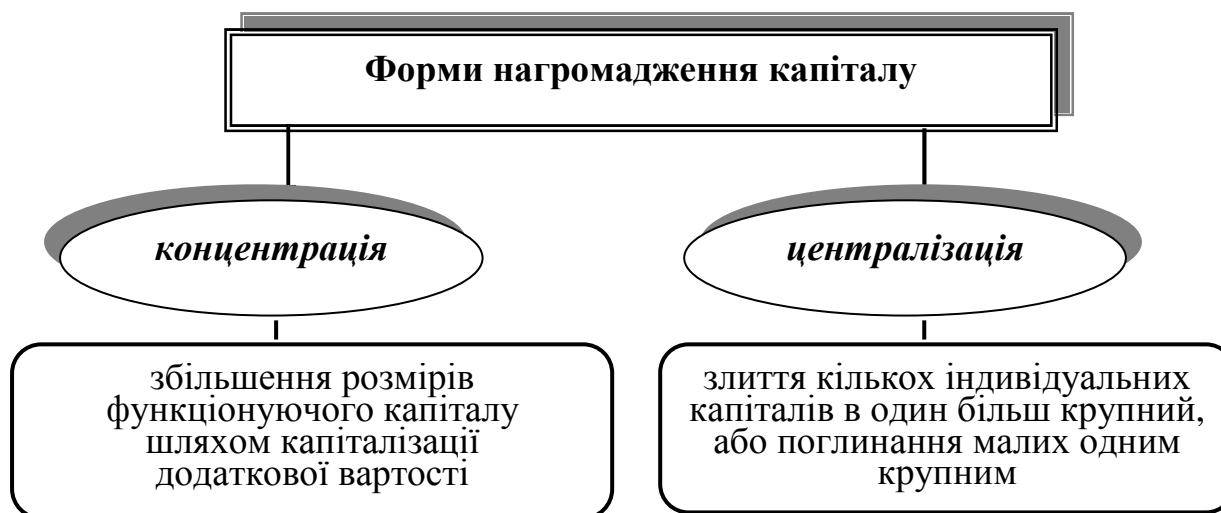 Форми нагромадження капіталу
концентрація
централізація
збільшення розмірів
функціонуючого капіталу
шляхом капіталізації
додаткової вартості
злиття кількох індивідуальних
капіталів в один більш крупний,
або поглинання малих одним
крупним